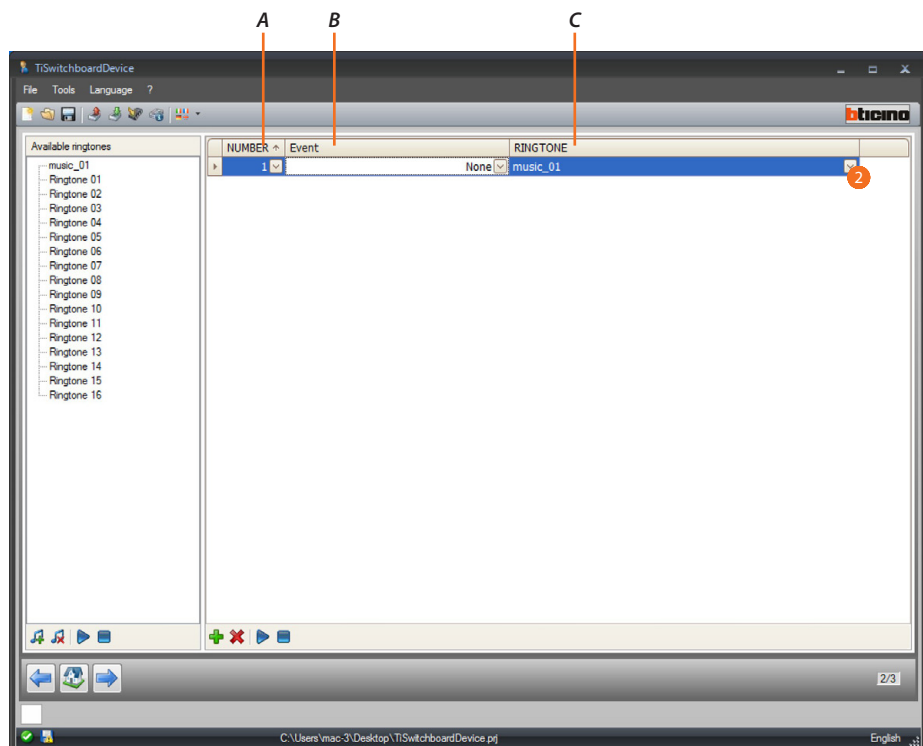 A B C
TiSwitchboardDevice
File Tools Language ?
bticino
Available ringtones
music_01
Ringtone 01
Ringtone 02
Ringtone 03
Ringtone 04
Ringtone 05
Ringtone 06
Ringtone 07
Ringtone 08
Ringtone 09
Ringtone 10
Ringtone 11
Ringtone 12
Ringtone 13
Ringtone 14
Ringtone 15
Ringtone 16
NUMBER Event RINGTONE
1 None music_01
2
2/3
C:\Users\mac-3\Desktop\TiSwitchboardDevice.prj English